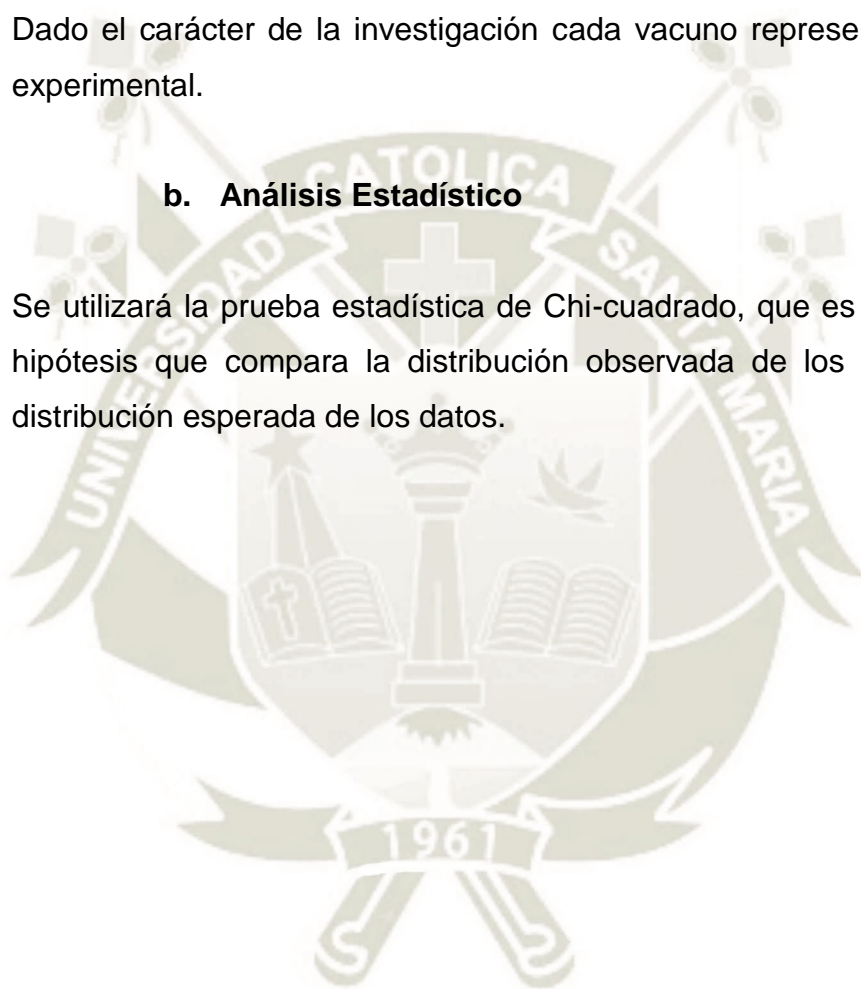 Dado el carácter de la investigación cada vacuno represe
experimental.
b. Análisis Estadístico
Se utilizará la prueba estadística de Chi-cuadrado, que es
hipótesis que compara la distribución observada de los
distribución esperada de los datos.
UNIVERSIDAD CATOLICA SANTA MARIA
1961